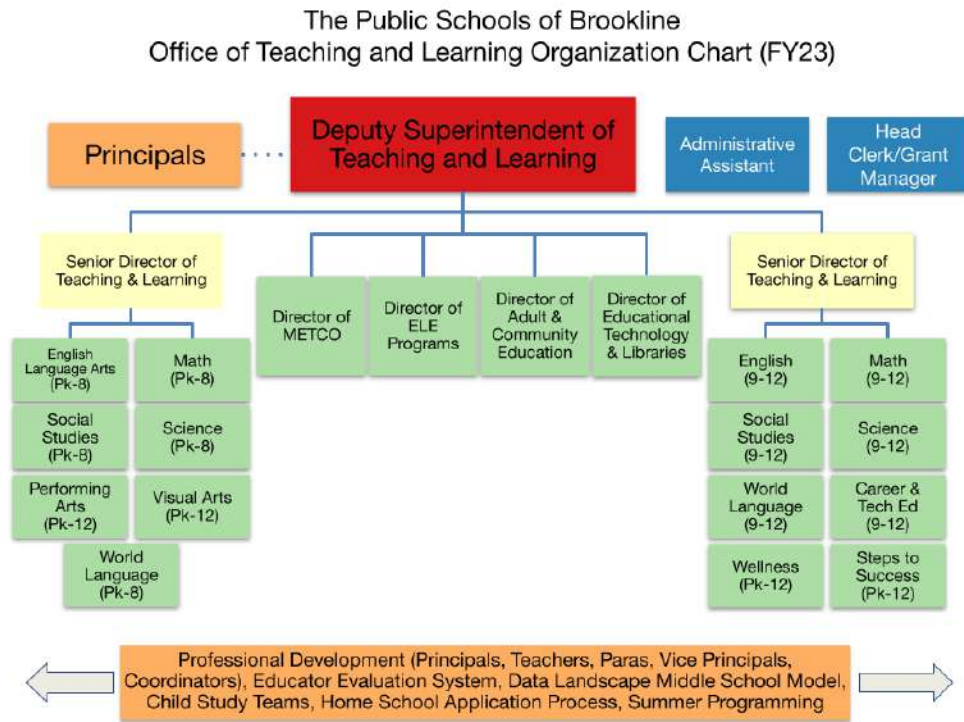 The Public Schools of Brookline
Office of Teaching and Learning Organization Chart (FY23)
Principals
Deputy Superintendent of
Teaching and Learning
Administrative
Assistant
Head
Clerk/Grant
Manager
Senior Director of
Teaching & Learning
Director of
METCO
Director of
ELE
Programs
Director of
Adult &
Community
Education
Director of
Educational
Technology
& Libraries
Senior Director of
Teaching & Learning
English
Language Arts
(Pk-8)
Math
(Pk-8)
Social
Studies
(Pk-8)
Science
(Pk-8)
Performing
Arts
(Pk-12)
Visual Arts
(Pk-12)
World
Language
(Pk-8)
English
(9-12)
Math
(9-12)
Social
Studies
(9-12)
Science
(9-12)
World
Language
(9-12)
Career &
Tech Ed
(9-12)
Wellness
(Pk-12)
Steps to
Success
(Pk-12)
Professional Development (Principals, Teachers, Paras, Vice Principals,
Coordinators), Educator Evaluation System, Data Landscape Middle School Model,
Child Study Teams, Home School Application Process, Summer Programming